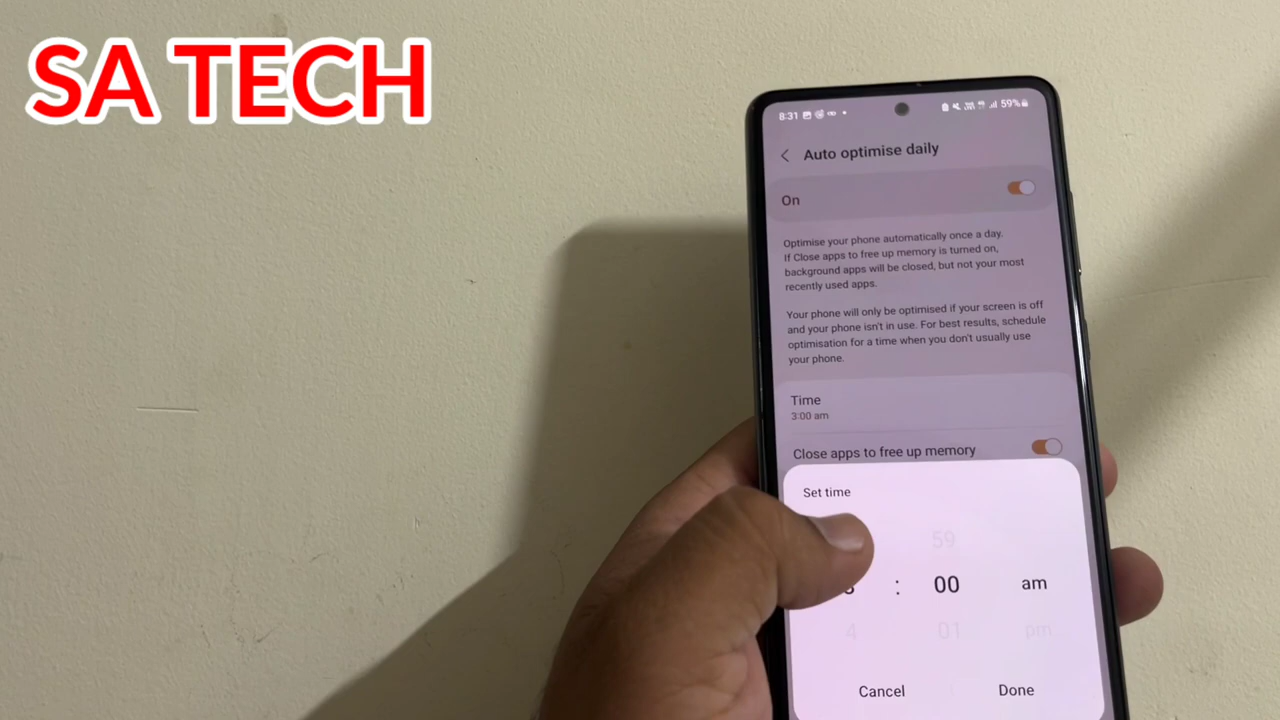 SA TECH
8:31
59%
Auto optimise daily
On
Optimise your phone automatically once a day.
If Close apps to free up memory is turned on,
background apps will be closed, but not your most
recently used apps.
Your phone will only be optimised if your screen is off
and your phone isn't in use. For best results, schedule
optimisation for a time when you don't usually use
your phone.
Time
3:00 am
Close apps to free up memory
Set time
59
: 00 am
4 01 pm
Cancel Done